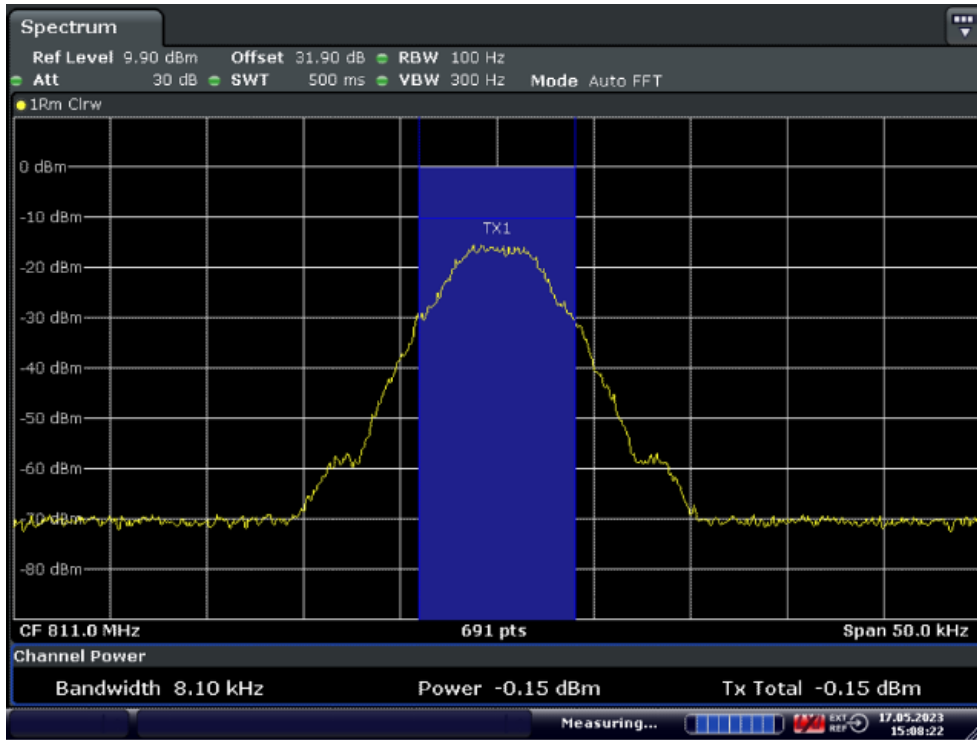 Spectrum
Ref Level 9.90 dBm Offset 31.90 dB RBW 100 Hz
Att 30 dB SWT 500 ms VBW 300 Hz Mode Auto FFT
1Rm Clrw
0 dBm
-10 dBm
TX1
-20 dBm
-30 dBm
-40 dBm
-50 dBm
-60 dBm
-70 dBm
-80 dBm
CF 811.0 MHz 691 pts Span 50.0 kHz
Channel Power
Bandwidth 8.10 kHz Power -0.15 dBm Tx Total -0.15 dBm
Measuring... EXT REF 17.05.2023
15:08:22